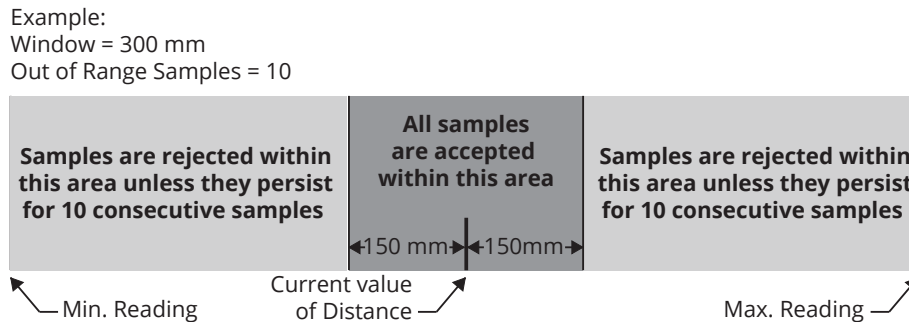 Example:
Window = 300 mm
Out of Range Samples = 10
Samples are rejected within
this area unless they persist
for 10 consecutive samples
All samples
are accepted
within this area
Samples are rejected within
this area unless they persist
for 10 consecutive samples
150 mm
150mm
Min. Reading
Current value
of Distance
Max. Reading